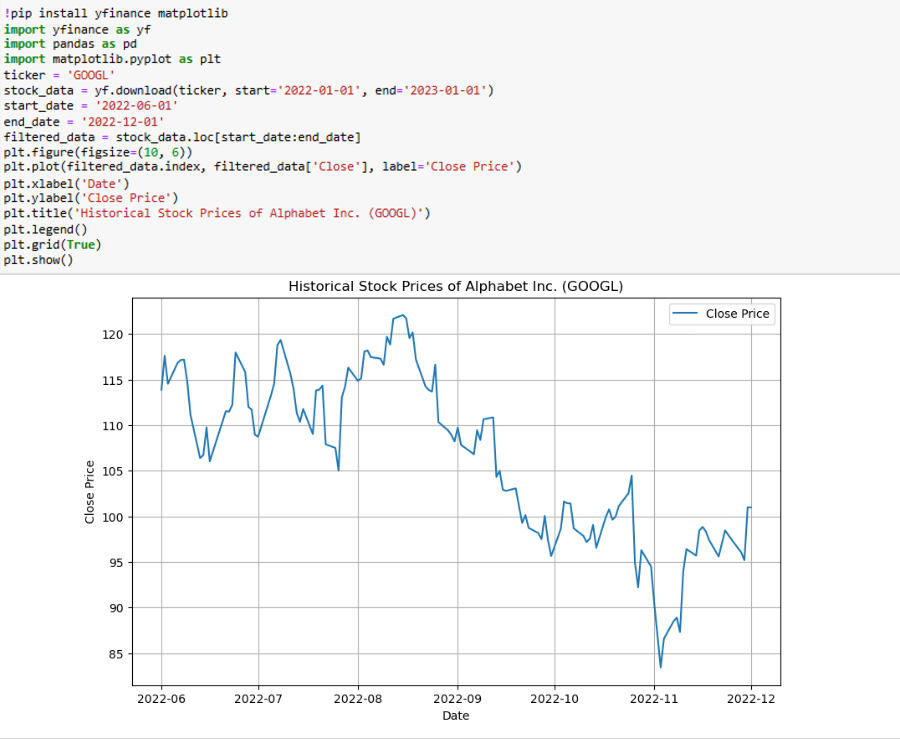 !pip install yfinance matplotlib
import yfinance as yf
import pandas as pd
import matplotlib.pyplot as plt
ticker = 'GOOGL'
stock_data = yf.download(ticker, start='2022-01-01', end='2023-01-01')
start_date = '2022-06-01'
end_date = '2022-12-01'
filtered_data = stock_data.loc[start_date:end_date]
plt.figure(figsize=(10, 6))
plt.plot(filtered_data.index, filtered_data['Close'], label='Close Price')
plt.xlabel('Date')
plt.ylabel('Close Price')
plt.title('Historical Stock Prices of Alphabet Inc. (GOOGL)')
plt.legend()
plt.grid(True)
plt.show()
Historical Stock Prices of Alphabet Inc. (GOOGL)
Close Price
120
115
110
105
100
95
90
85
Close Price
2022-06 2022-07 2022-08 2022-09 2022-10 2022-11 2022-12
Date